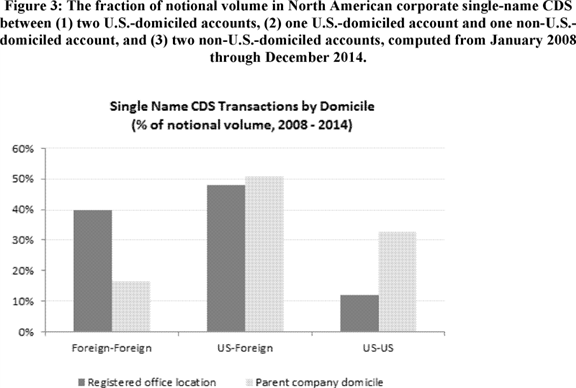 Figure 3: The fraction of notional volume in North American corporate single-name CDS
between (1) two U.S.-domiciled accounts, (2) one U.S.-domiciled account and one non-U.S.-
domiciled account, and (3) two non-U.S.-domiciled accounts, computed from January 2008
through December 2014.
Single Name CDS Transactions by Domicile
(% of notional volume, 2008 - 2014)
60%
50%
40%
30%
20%
10%
0%
Foreign-Foreign US-Foreign US-US
Registered office location Parent company domicile